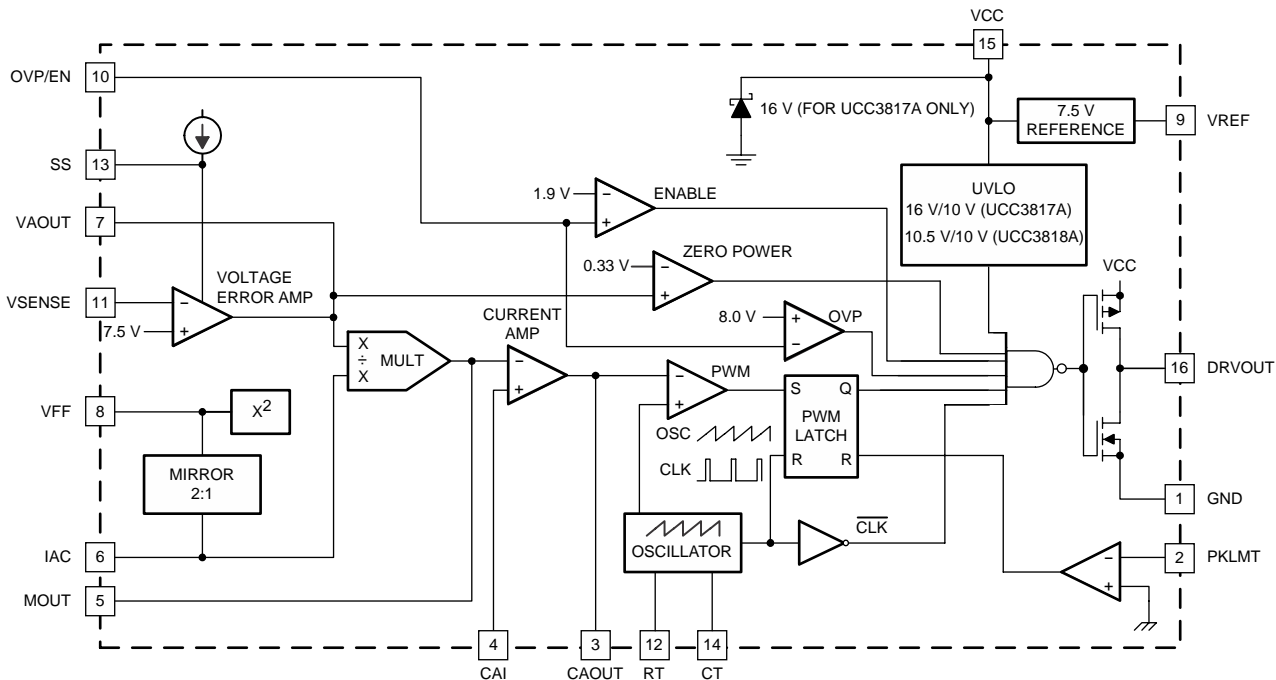 VCC
15
OVP/EN
10
16 V (FOR UCC3817A ONLY)
7.5 V
REFERENCE
9
VREF
SS
13
UVLO
16 V/10 V (UCC3817A)
10.5 V/10 V (UCC3818A)
1.9 V
−
+
ENABLE
VAOUT
7
ZERO POWER
0.33 V
−
+
VCC
VOLTAGE
ERROR AMP
VSENSE
11
−
7.5 V
+
CURRENT
AMP
8.0 V
+
OVP
−
X
÷
X
MULT
−
+
−
+
PWM
16
DRVOUT
S
Q
PWM
LATCH
R
R
VFF
8
X2
OSC
CLK
MIRROR
2:1
1
GND
OSCILLATOR
CLK
IAC
6
−
+
2
PKLMT
MOUT
5
4
3
12
14
CAI
CAOUT
RT
CT